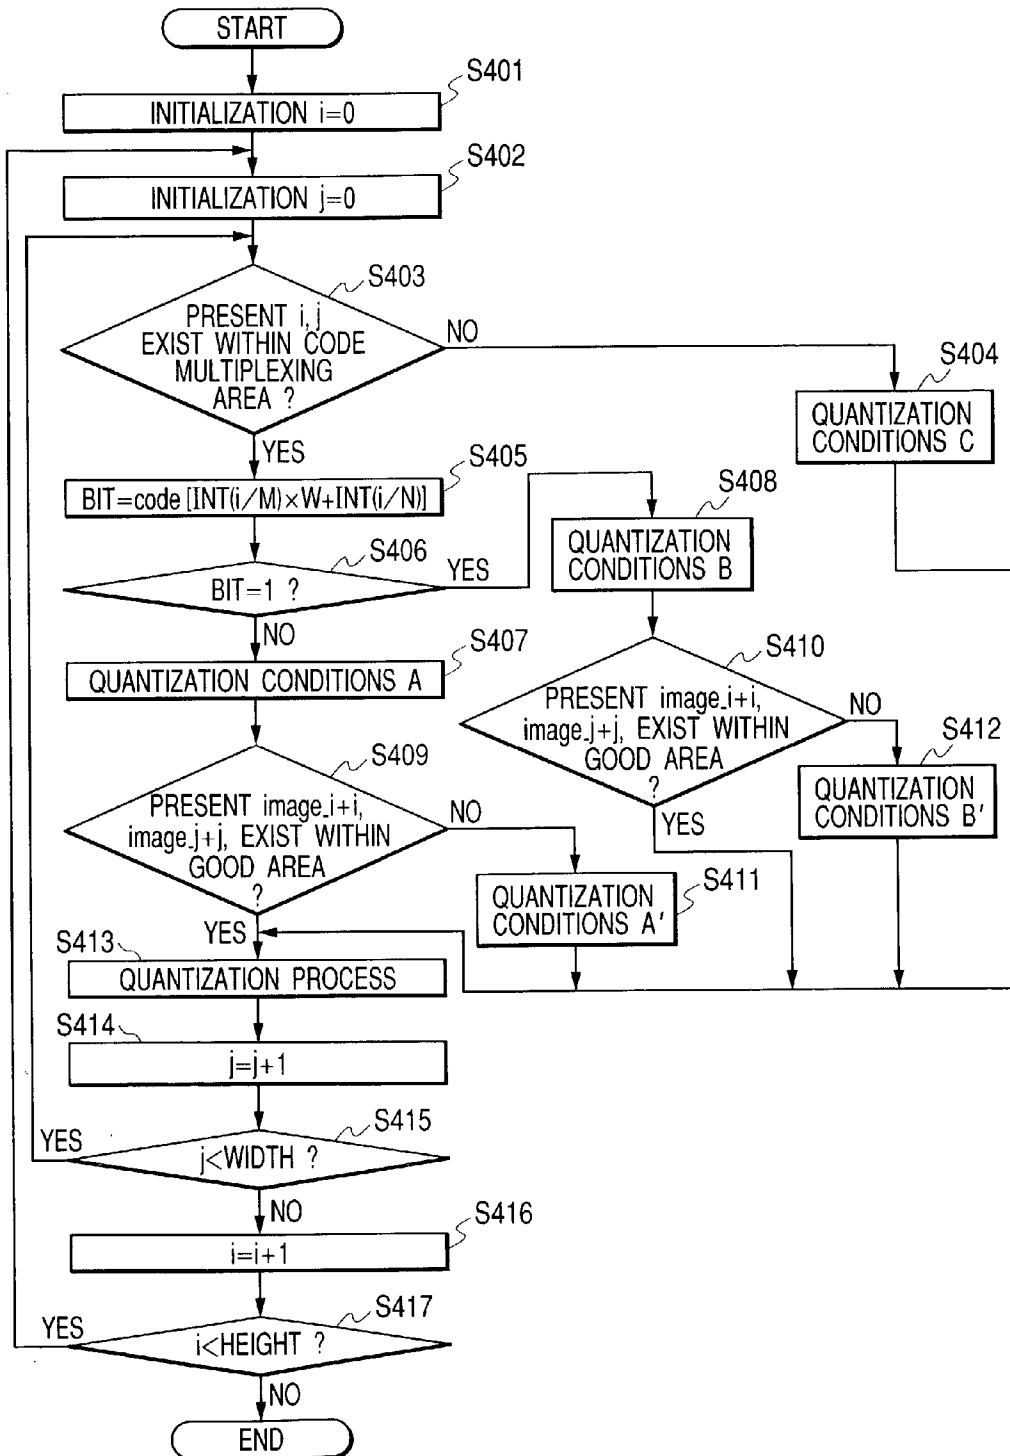 START
S401
INITIALIZATION i=0
S402
INITIALIZATION j=0
S403
PRESENT i, j
EXIST WITHIN CODE
MULTIPLEXING
AREA ?
NO
YES
S404
QUANTIZATION
CONDITIONS C
S405
BIT=code [INT(i/M)×W+INT(i/N)]
S406
BIT=1 ?
YES
NO
S408
QUANTIZATION
CONDITIONS B
S407
QUANTIZATION CONDITIONS A
S410
PRESENT image_i+i,
image_j+j, EXIST WITHIN
GOOD AREA
?
NO
YES
S412
QUANTIZATION
CONDITIONS B'
S409
PRESENT image_i+i,
image_j+j, EXIST WITHIN
GOOD AREA
?
NO
YES
S411
QUANTIZATION
CONDITIONS A'
S413
QUANTIZATION PROCESS
S414
j=j+1
S415
j<WIDTH ?
YES
NO
S416
i=i+1
S417
i<HEIGHT ?
YES
NO
END